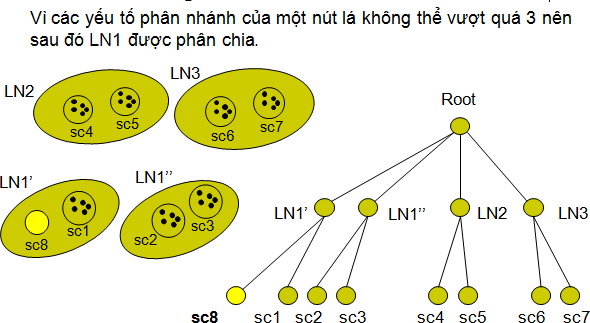 Vì các yếu tố phân nhánh của một nút lá không thể vượt quá 3 nên
sau đó LN1 được phân chia.
LN2
LN3
sc4
sc5
sc6
sc7
LN1’
LN1’’
sc8
sc1
sc2
sc3
Root
LN1’
LN1’’
LN2
LN3
sc8
sc1
sc2
sc3
sc4
sc5
sc6
sc7